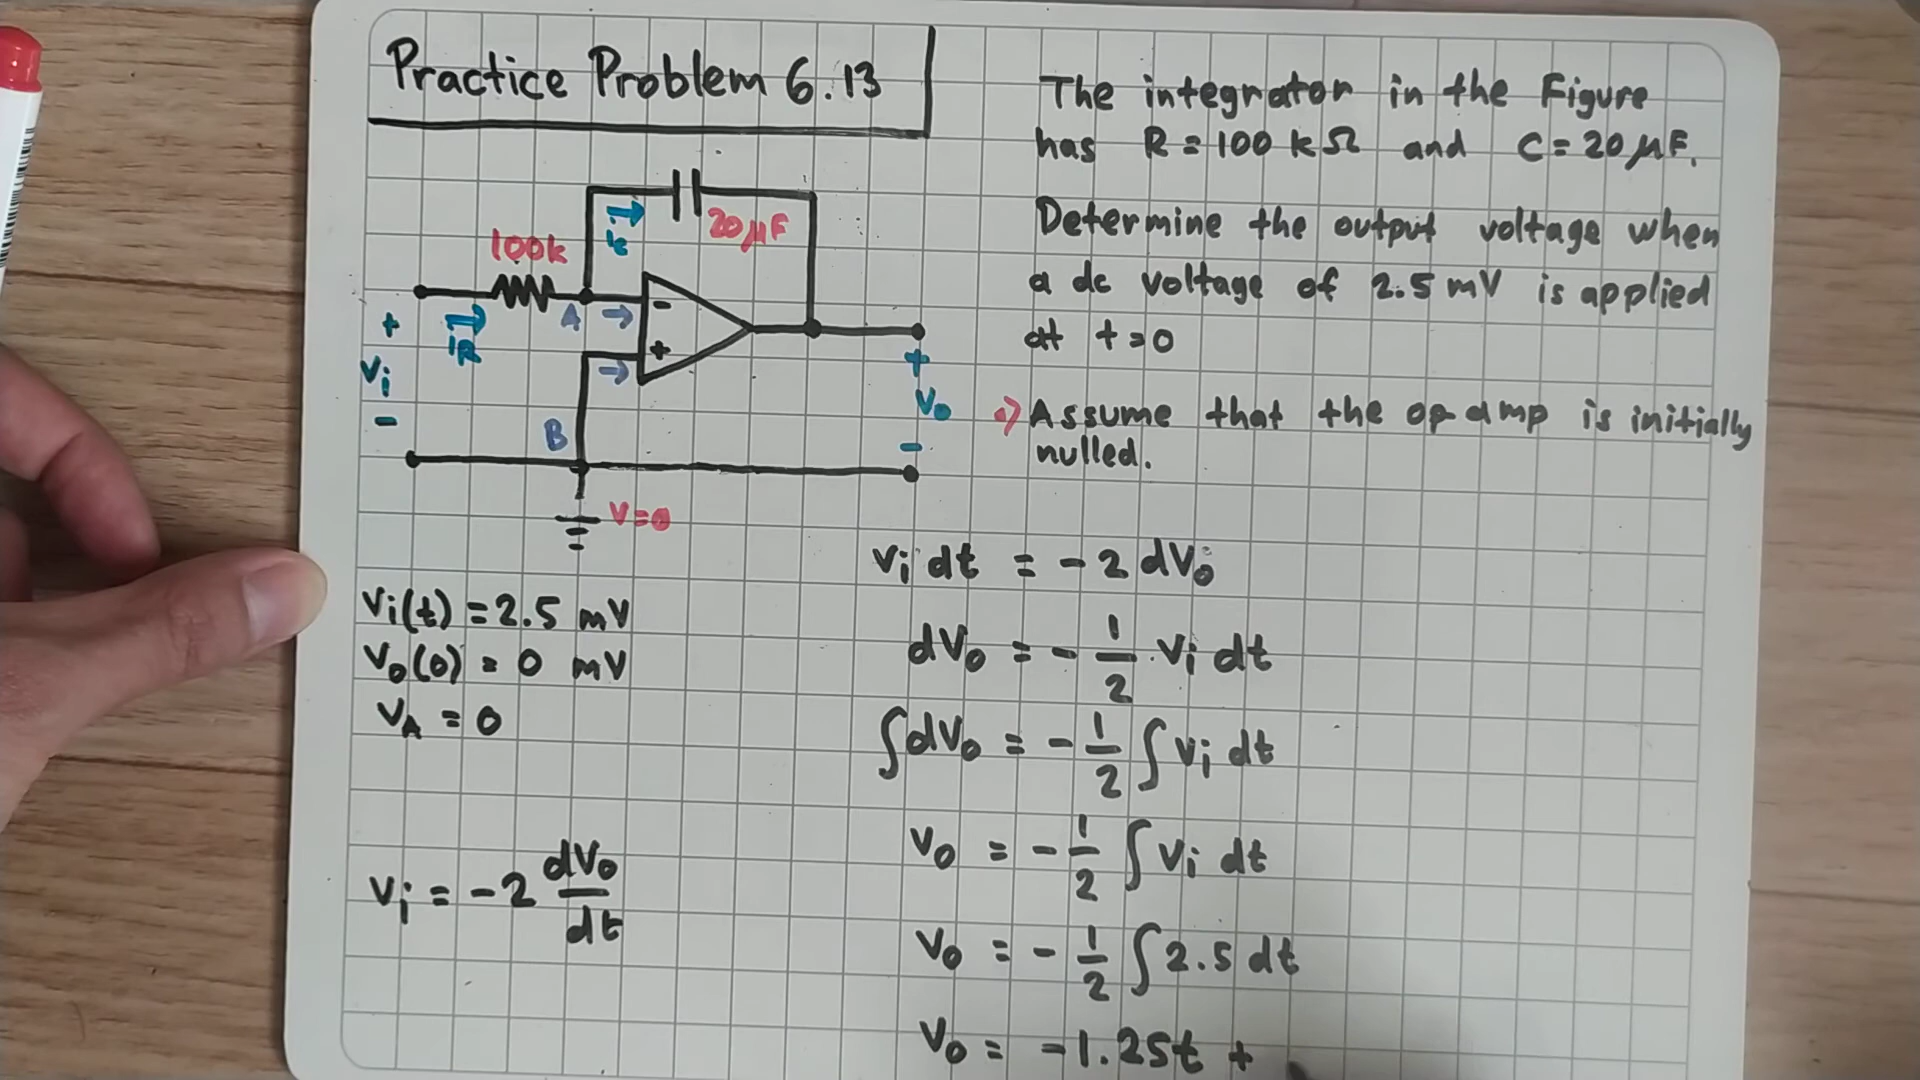 Practice Problem 6.13
The integrator in the Figure
has R = 100 kΩ and C = 20 μF.
Determine the output voltage when
a dc voltage of 2.5 mV is applied
at t = 0
Assume that the op amp is initially
nulled.
100k
ic
20 μF
A
-
+
iR
+
Vi
-
B
+
Vo
-
V=0
Vi(t) = 2.5 mV
Vo(0) = 0 mV
VA = 0
Vi = -2 dVo/dt
Vi dt = -2 dVo
dVo = - 1/2 . Vi dt
∫dVo = - 1/2 ∫ Vi dt
Vo = - 1/2 ∫ Vi dt
Vo = - 1/2 ∫ 2.5 dt
Vo = -1.25t +